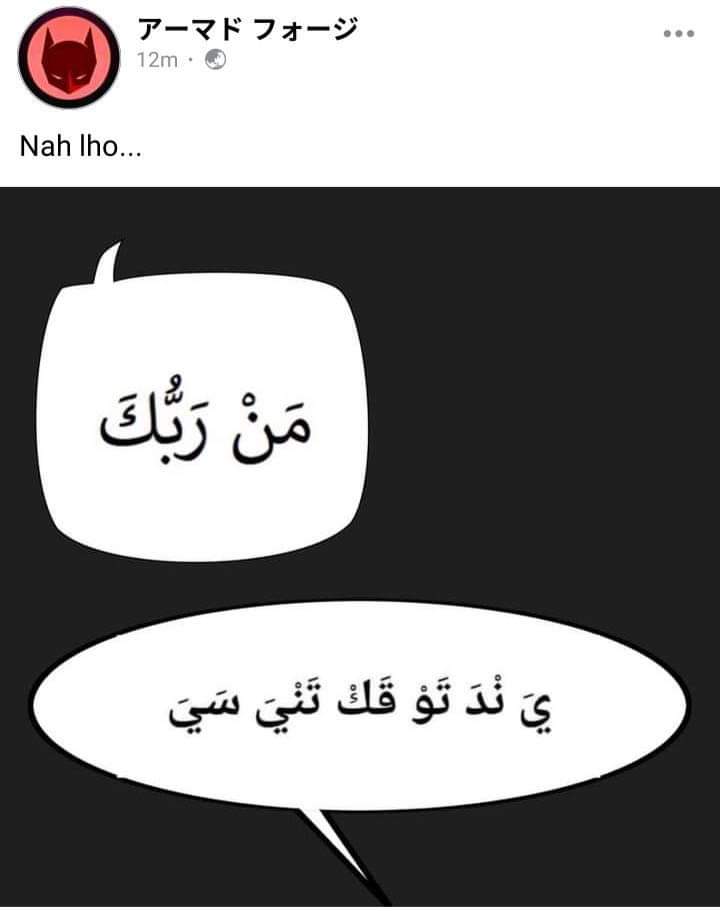 アーマド フォージ
12m ·
Nah lho...
مَنْ رَبُّكَ
يَ نْدَ تَوْ قَكْ تَنْيَ سَيَ